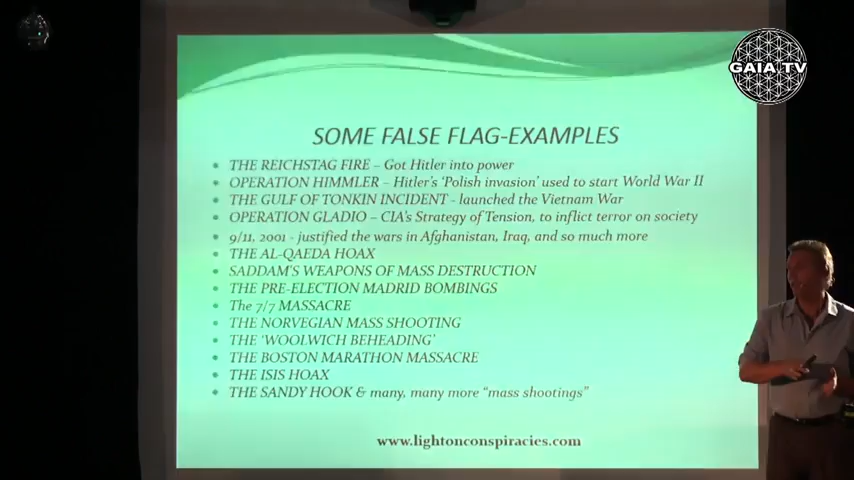 GAIA TV
SOME FALSE FLAG-EXAMPLES
THE REICHSTAG FIRE – Got Hitler into power
OPERATION HIMMLER – Hitler's 'Polish invasion' used to start World War II
THE GULF OF TONKIN INCIDENT - launched the Vietnam War
OPERATION GLADIO – CIA's Strategy of Tension, to inflict terror on society
9/11, 2001 - justified the wars in Afghanistan, Iraq, and so much more
THE AL-QAEDA HOAX
SADDAM'S WEAPONS OF MASS DESTRUCTION
THE PRE-ELECTION MADRID BOMBINGS
The 7/7 MASSACRE
THE NORVEGIAN MASS SHOOTING
THE 'WOOLWICH BEHEADING'
THE BOSTON MARATHON MASSACRE
THE ISIS HOAX
THE SANDY HOOK & many, many more "mass shootings"
www.lightonconspiracies.com